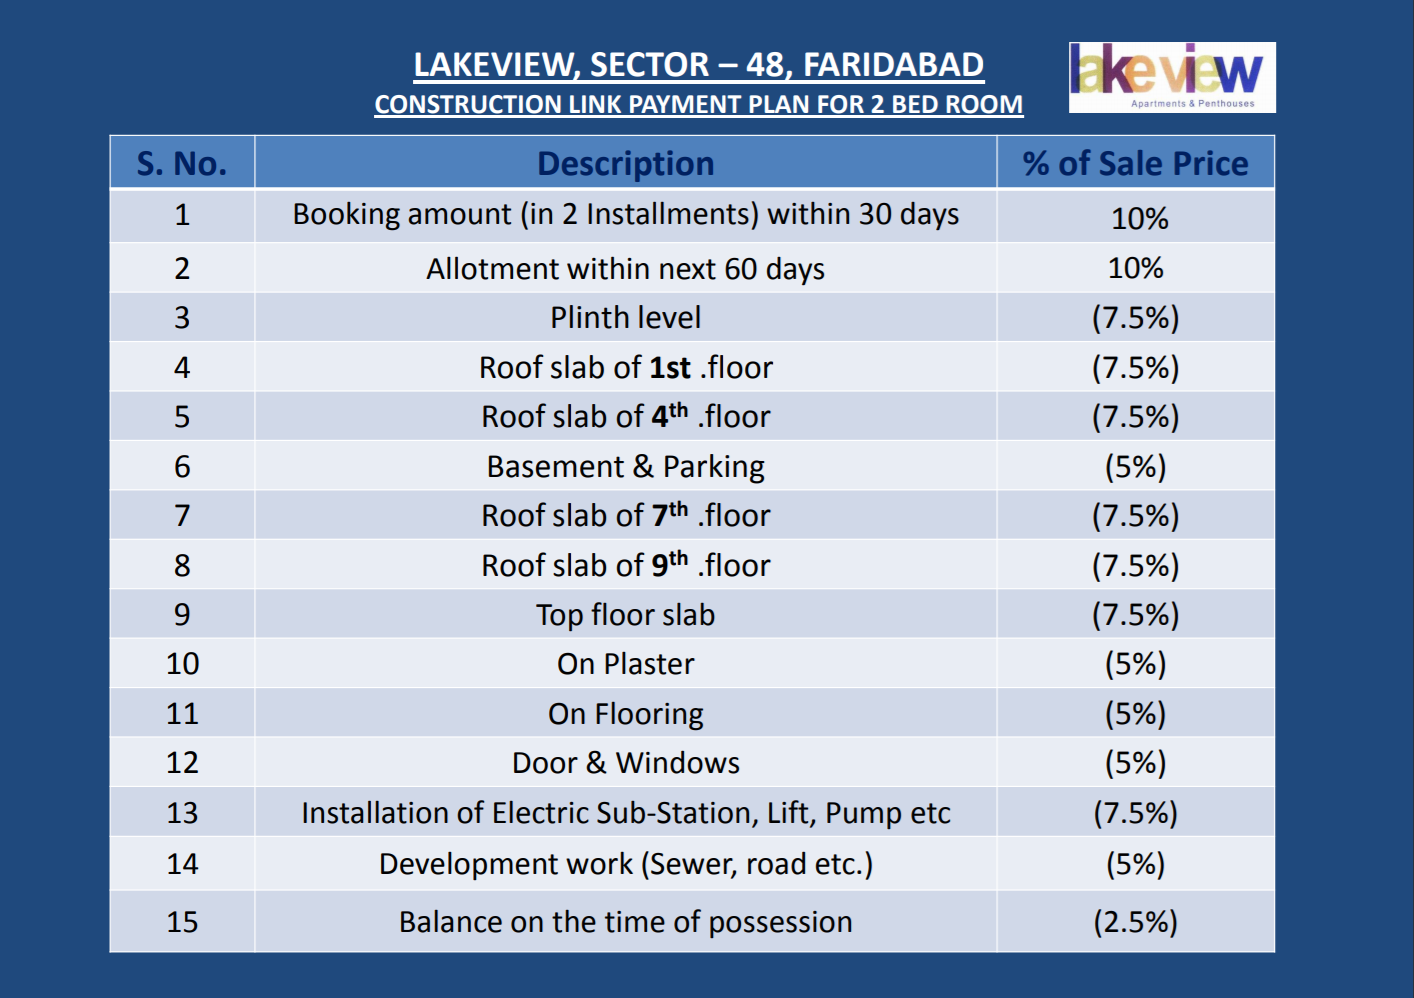 LAKEVIEW, SECTOR – 48, FARIDABAD
CONSTRUCTION LINK PAYMENT PLAN FOR 2 BED ROOM
lakeview
Apartments & Penthouses
S. No. Description % of Sale Price
1 Booking amount (in 2 Installments) within 30 days 10%
2 Allotment within next 60 days 10%
3 Plinth level (7.5%)
4 Roof slab of 1st .floor (7.5%)
5 Roof slab of 4th .floor (7.5%)
6 Basement & Parking (5%)
7 Roof slab of 7th .floor (7.5%)
8 Roof slab of 9th .floor (7.5%)
9 Top floor slab (7.5%)
10 On Plaster (5%)
11 On Flooring (5%)
12 Door & Windows (5%)
13 Installation of Electric Sub-Station, Lift, Pump etc (7.5%)
14 Development work (Sewer, road etc.) (5%)
15 Balance on the time of possession (2.5%)